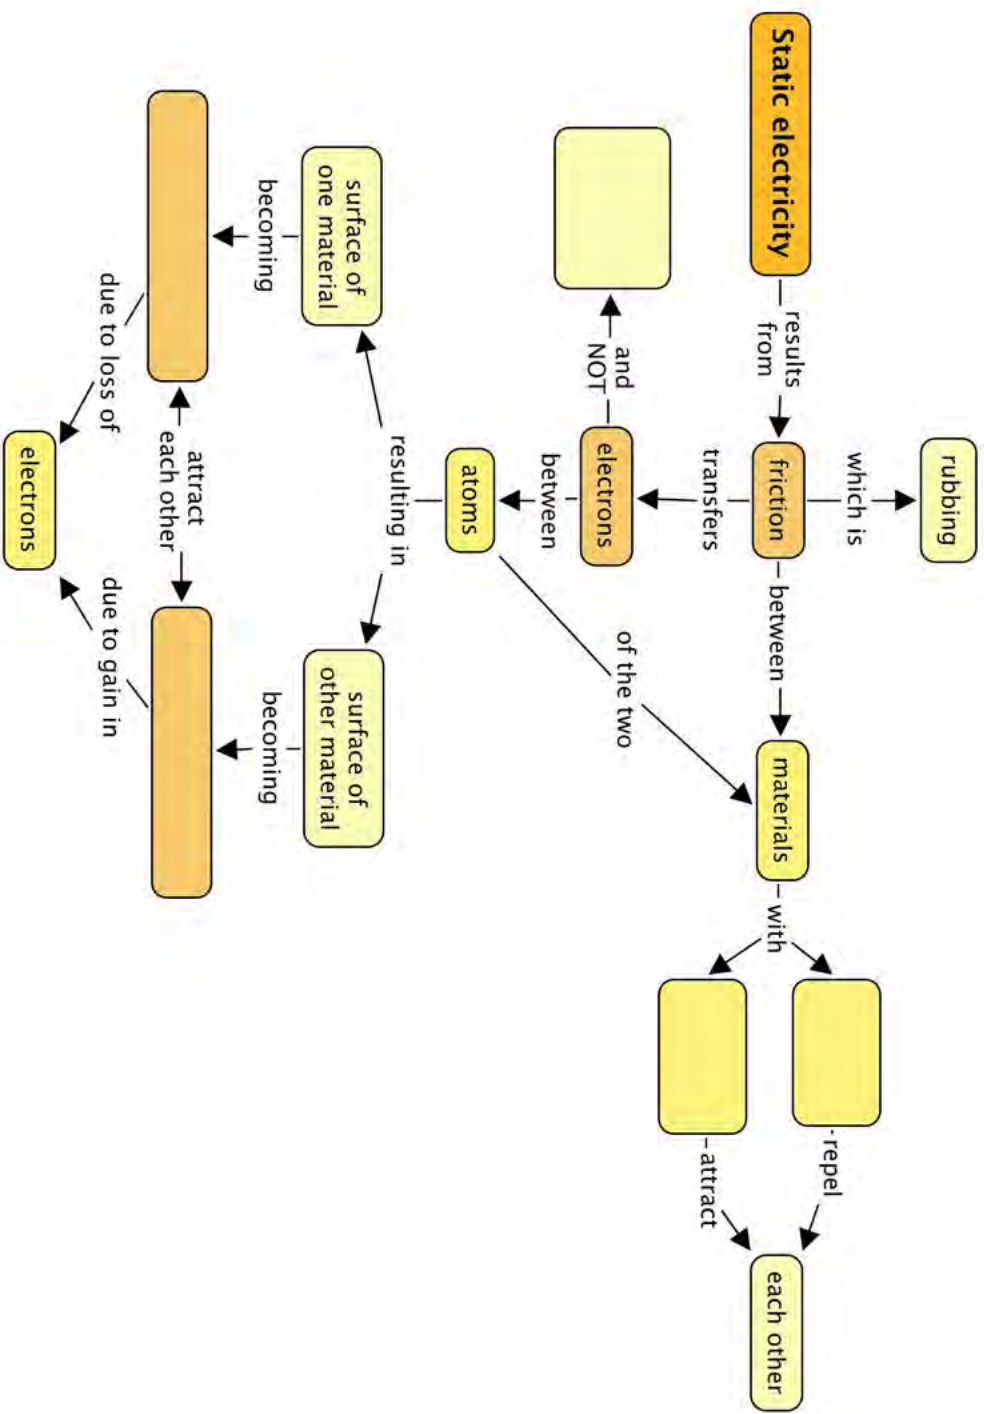 Static electricity
results
from
rubbing
which is
friction
between
materials
with
repel
attract
each other
transfers
and
NOT
electrons
between
atoms
of the two
resulting in
surface of
one material
surface of
other material
becoming
becoming
attract
each other
due to loss of
due to gain in
electrons